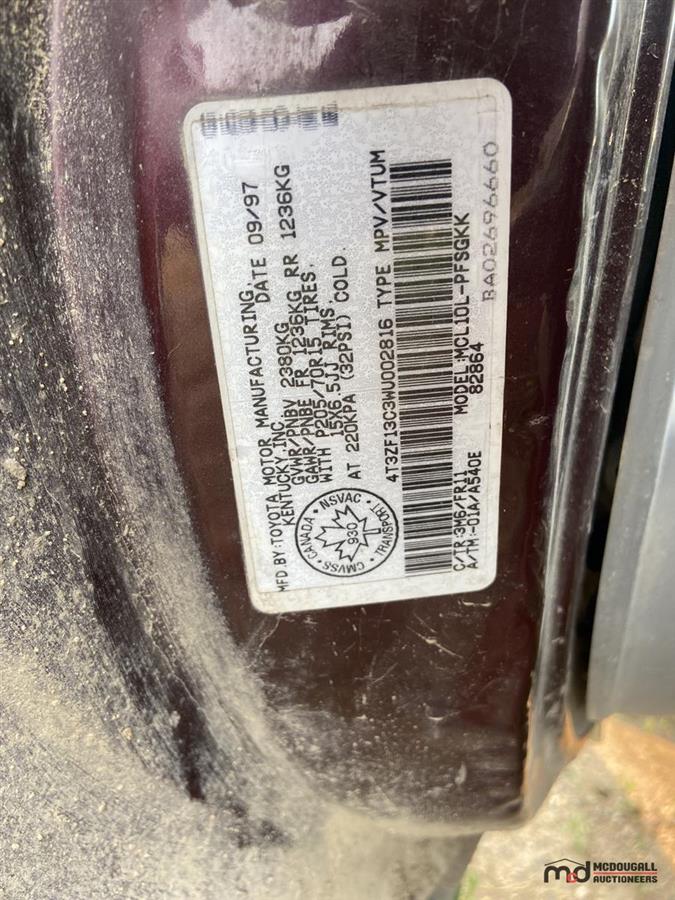 MFD.BY:TOYOTA MOTOR MANUFACTURING,
KENTUCKY,INC. DATE 09/97
GVWR/PNBV 2380KG
GAWR/PNBE FR 1236KG RR 1236KG
WITH P205/70R15 TIRES.
15X6.5JJ RIMS,
AT 220KPA (32PSI) COLD.
CANADA · NSVAC · TRANSPORT · CMVSS
930
4T3ZF13C3WU002816 TYPE MPV/VTUM
C/TR:3M6/FR11 MODEL:MCL10L-PFSGKK
A/TM:-01A/A540E 82864
BA02696660
md MCDOUGALL
AUCTIONEERS